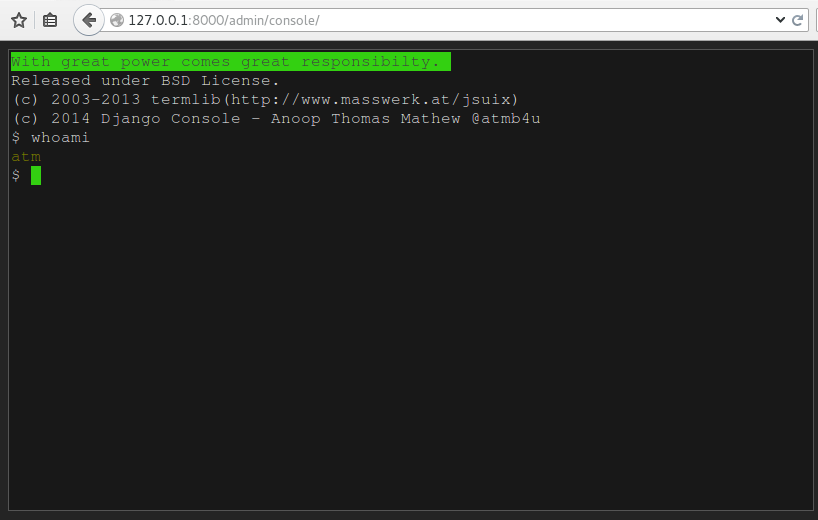 127.0.0.1:8000/admin/console/
With great power comes great responsibilty.
Released under BSD License.
(c) 2003-2013 termlib(http://www.masswerk.at/jsuix)
(c) 2014 Django Console - Anoop Thomas Mathew @atmb4u
$ whoami
atm
$